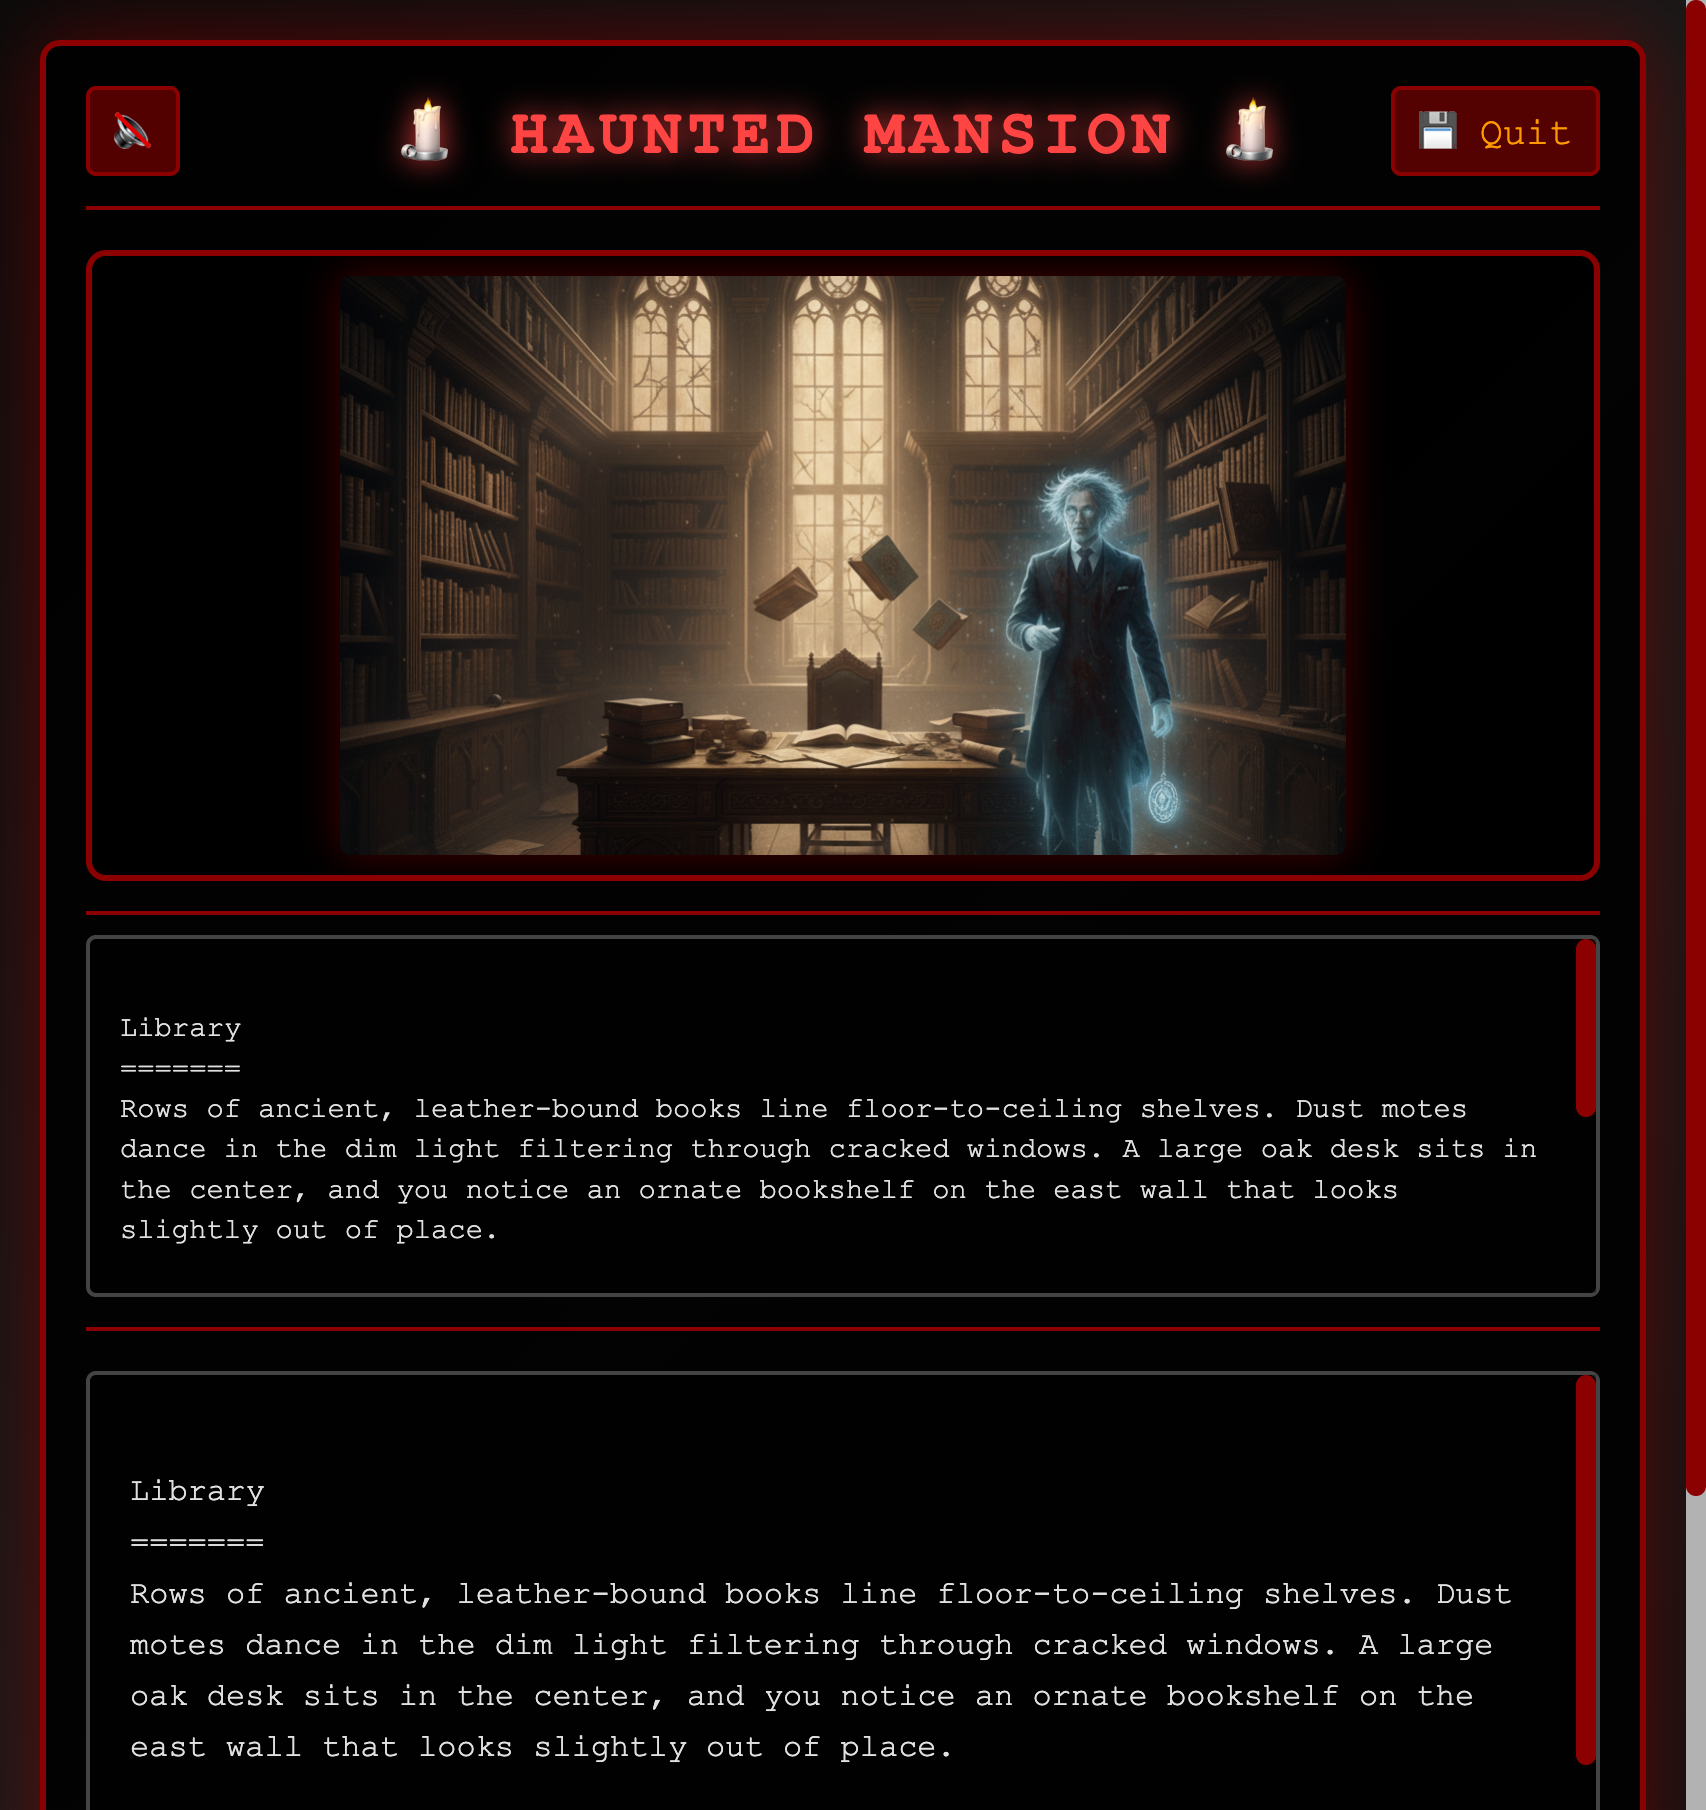 HAUNTED MANSION
Quit
Library
=======
Rows of ancient, leather-bound books line floor-to-ceiling shelves. Dust motes
dance in the dim light filtering through cracked windows. A large oak desk sits in
the center, and you notice an ornate bookshelf on the east wall that looks
slightly out of place.
Library
=======
Rows of ancient, leather-bound books line floor-to-ceiling shelves. Dust
motes dance in the dim light filtering through cracked windows. A large
oak desk sits in the center, and you notice an ornate bookshelf on the
east wall that looks slightly out of place.